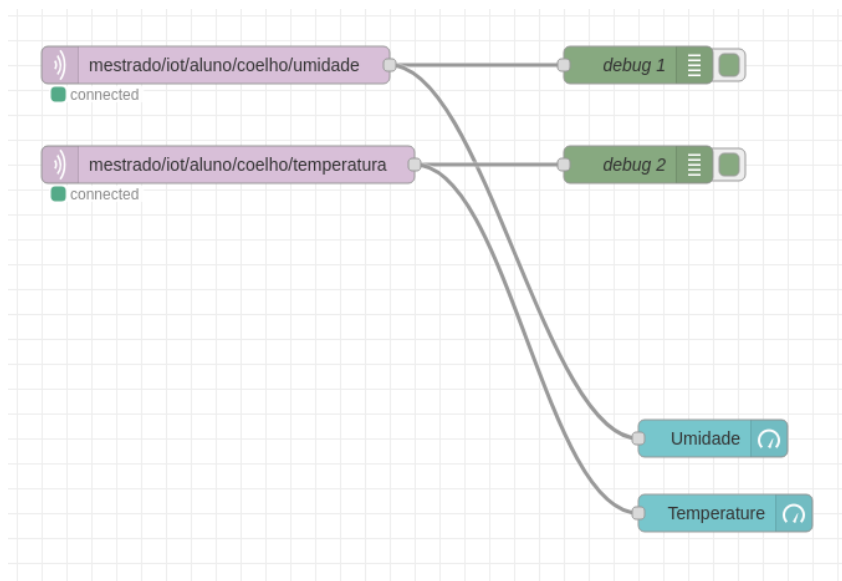 mestrado/iot/aluno/coelho/umidade
debug 1
connected
mestrado/iot/aluno/coelho/temperatura
debug 2
connected
Umidade
Temperature